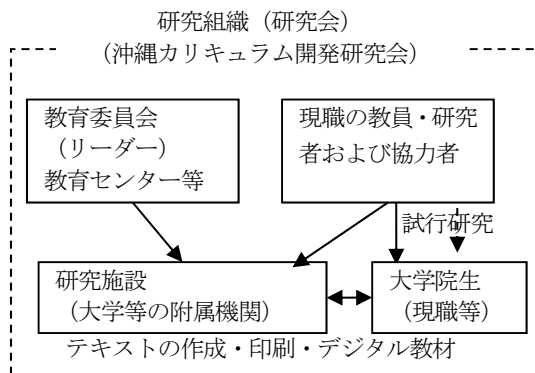 研究組織（研究会）
（沖縄カリキュラム開発研究会）
教育委員会
（リーダー）
教育センター等
現職の教員・研究
者および協力者
試行研究
研究施設
（大学等の附属機関）
大学院生
（現職等）
テキストの作成・印刷・デジタル教材